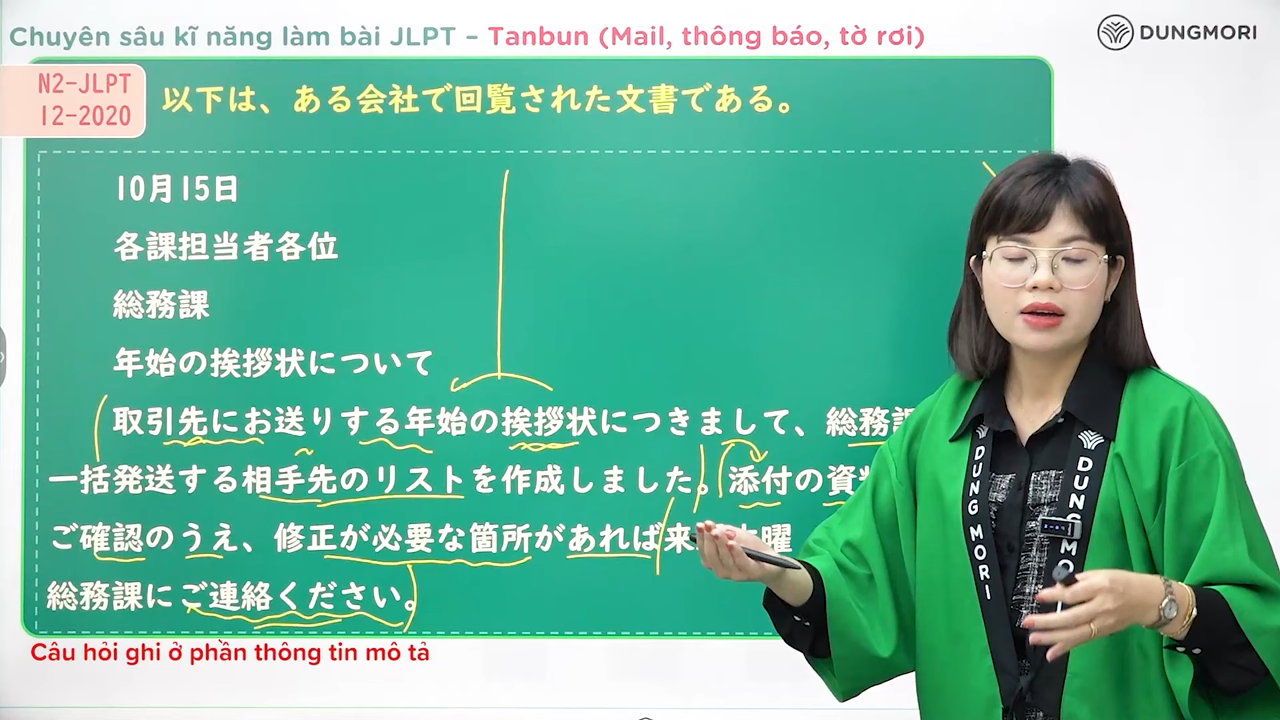 Chuyên sâu kĩ năng làm bài JLPT – Tanbun (Mail, thông báo, tờ rơi)
DUNGMORI
N2-JLPT
12-2020
以下は、ある会社で回覧された文書である。
10月15日
各課担当者各位
総務課
年始の挨拶状について
取引先にお送りする年始の挨拶状につきまして、総務課
一括発送する相手先のリストを作成しました。添付の資
ご確認のうえ、修正が必要な箇所があれば来
曜
総務課にご連絡ください。
Câu hỏi ghi ở phần thông tin mô tả
DUNG MORI
DUNG MORI